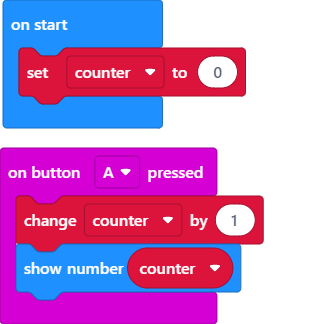 on start
set counter to 0
on button A pressed
change counter by 1
show number counter